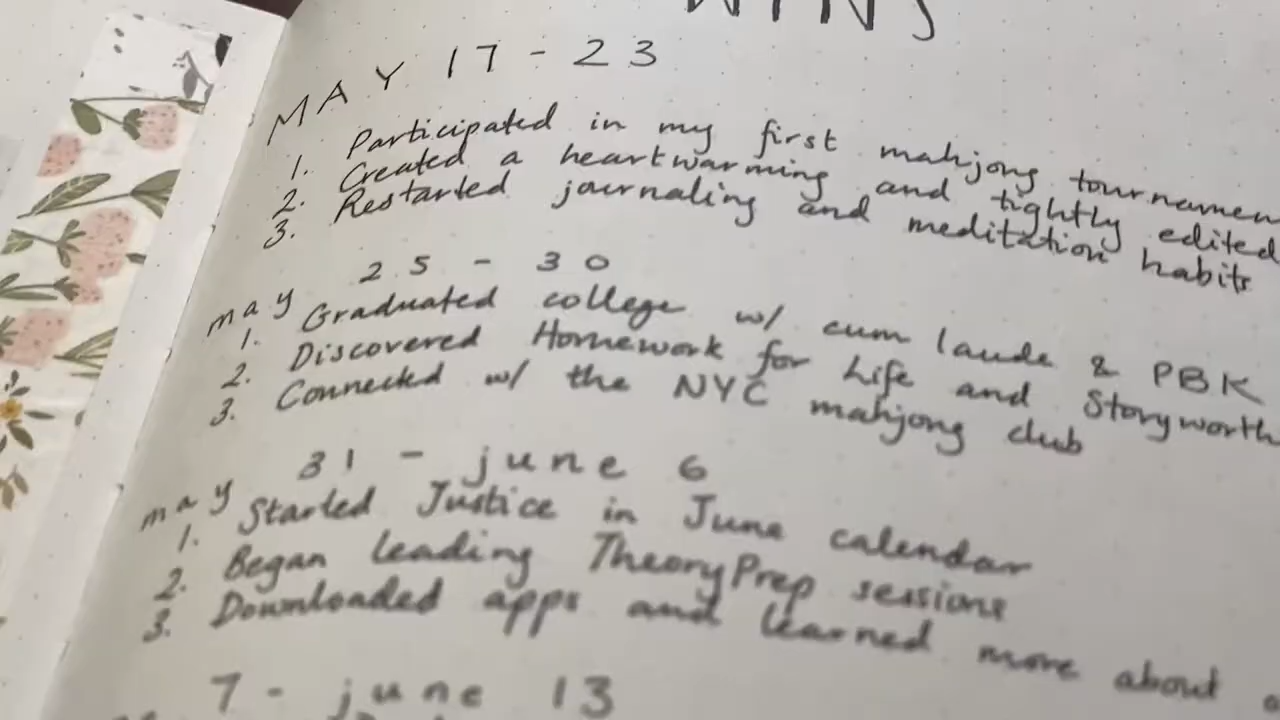 WINS
MAY 17 - 23
1. Participated in my first mahjong tournamen
2. Created a heartwarming and tightly edited
3. Restarted journaling and meditation habits
may 25 - 30
1. Graduated college w/ cum laude & PBK
2. Discovered Homework for Life and Storyworth
3. Connected w/ the NYC mahjong club
may 31 - june 6
1. Started Justice in June calendar
2. Began leading TheoryPrep sessions
3. Downloaded apps and learned more about
7 - june 13